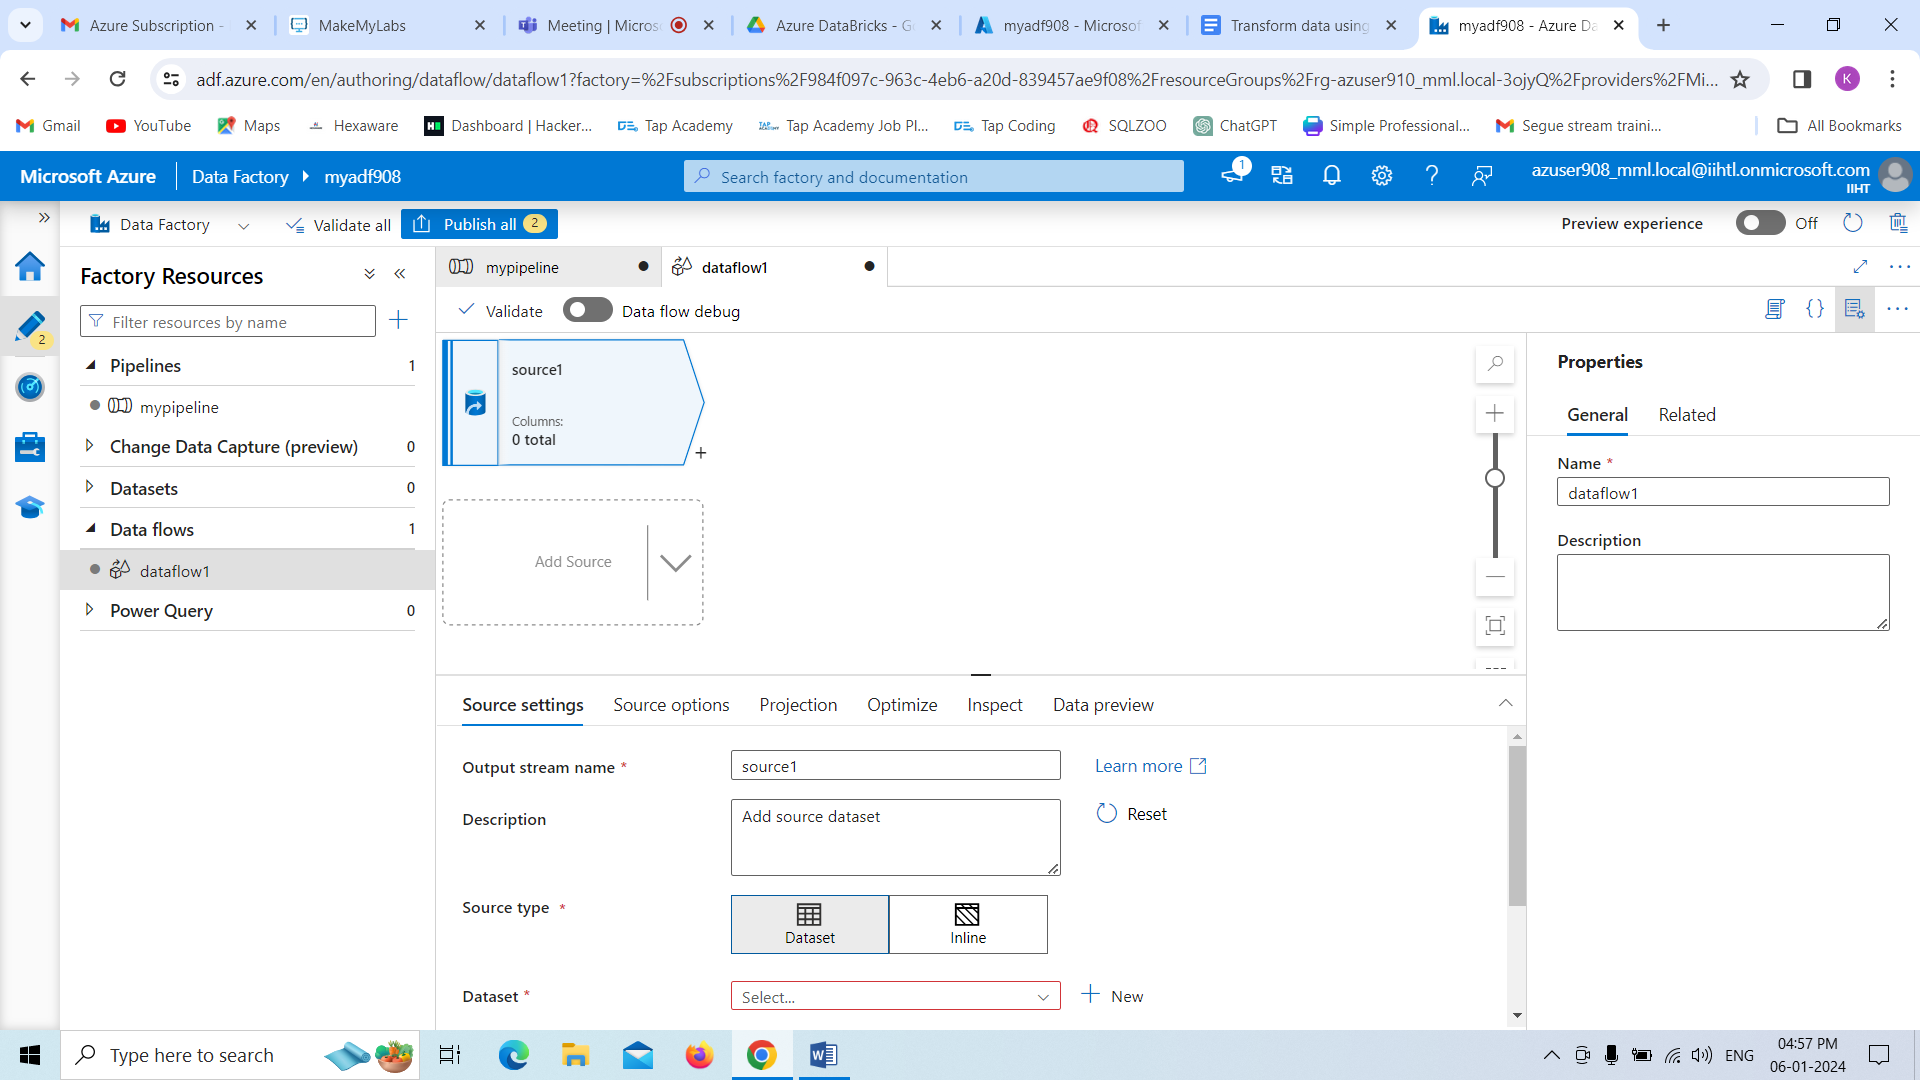 Azure Subscription -
MakeMyLabs
Meeting | Micros
Azure DataBricks - G
myadf908 - Microsof
Transform data using
myadf908 - Azure Da
adf.azure.com/en/authoring/dataflow/dataflow1?factory=%2Fsubscriptions%2F984f097c-963c-4eb6-a20d-839457ae9f08%2FresourceGroups%2Frg-azuser910_mml.local-3ojyQ%2Fproviders%2FMi...
K
Gmail
YouTube
Maps
Hexaware
Dashboard | Hacker...
Tap Academy
Tap Academy Job Pl...
Tap Coding
SQLZOO
ChatGPT
Simple Professional...
Segue stream traini...
All Bookmarks
Microsoft Azure
Data Factory
myadf908
Search factory and documentation
1
azuser908_mml.local@iihtl.onmicrosoft.com
IIHT
Data Factory
Validate all
Publish all 2
Preview experience
Off
2
Factory Resources
Filter resources by name
Pipelines 1
mypipeline
Change Data Capture (preview) 0
Datasets 0
Data flows 1
dataflow1
Power Query 0
mypipeline
dataflow1
Validate
Data flow debug
source1
Columns:
0 total
Add Source
Properties
General
Related
Name *
dataflow1
Description
Source settings
Source options
Projection
Optimize
Inspect
Data preview
Output stream name *
source1
Learn more
Description
Add source dataset
Reset
Source type *
Dataset
Inline
Dataset *
Select...
New
Type here to search
ENG
04:57 PM
06-01-2024